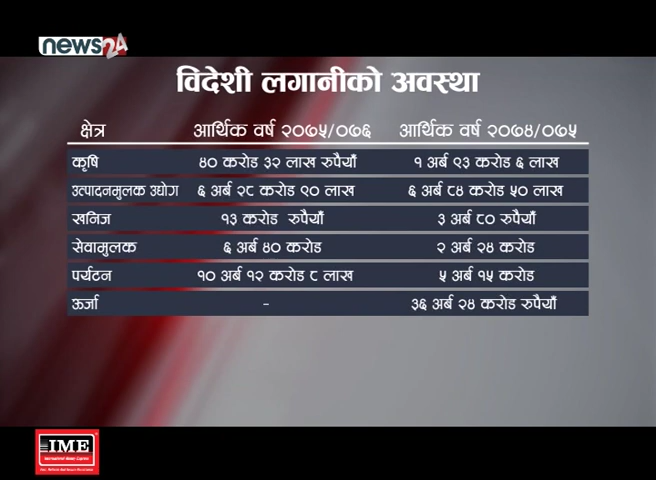 news24
विदेशी लगानीको अवस्था
क्षेत्र आर्थिक वर्ष २०७५/०७६ आर्थिक वर्ष २०७४/०७५
कृषि ४० करोड ३२ लाख रुपैयाँ १ अर्ब ९३ करोड ६ लाख
उत्पादनमुलक उद्योग ६ अर्ब २८ करोड ९० लाख ६ अर्ब ८४ करोड ५० लाख
खनिज १३ करोड रुपैयाँ ३ अर्ब ८० रुपैयाँ
सेवामुलक ६ अर्ब ४० करोड २ अर्ब २४ करोड
पर्यटन १० अर्ब १२ करोड ८ लाख ५ अर्ब १५ करोड
ऊर्जा - ३६ अर्ब २४ करोड रुपैयाँ
IME